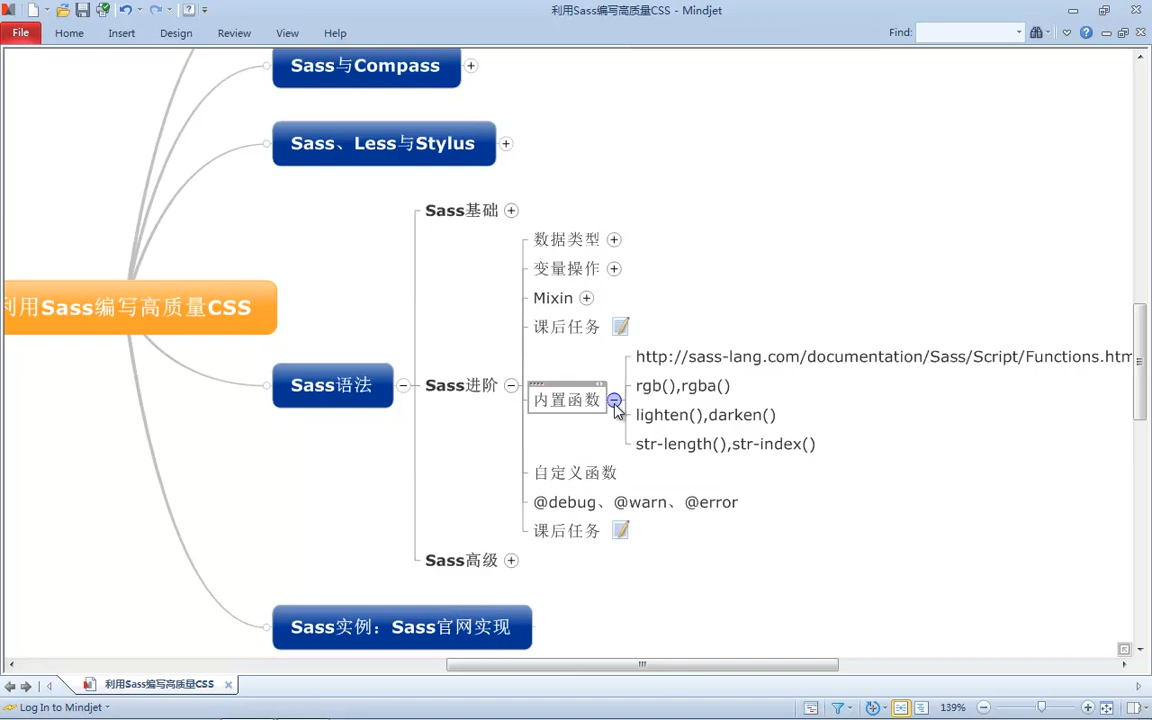 利用Sass编写高质量CSS - Mindjet
File Home Insert Design Review View Help Find:
Sass与Compass
Sass、Less与Stylus
Sass基础
数据类型
变量操作
Mixin
课后任务
利用Sass编写高质量CSS
Sass语法
Sass进阶
内置函数
http://sass-lang.com/documentation/Sass/Script/Functions.htm
rgb(),rgba()
lighten(),darken()
str-length(),str-index()
自定义函数
@debug、@warn、@error
课后任务
Sass高级
Sass实例：Sass官网实现
利用Sass编写高质量CSS
Log In to Mindjet 139%